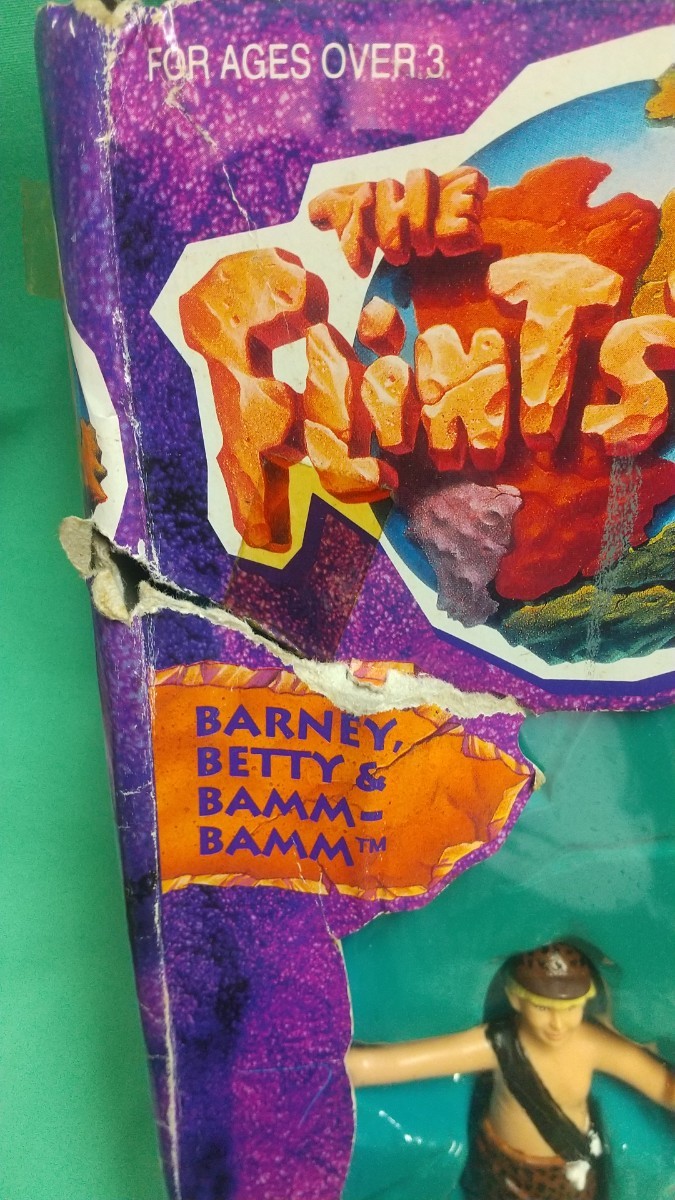 FOR AGES OVER 3
THE
FLiNTS
BARNEY,
BETTY &
BAMM-
BAMM™